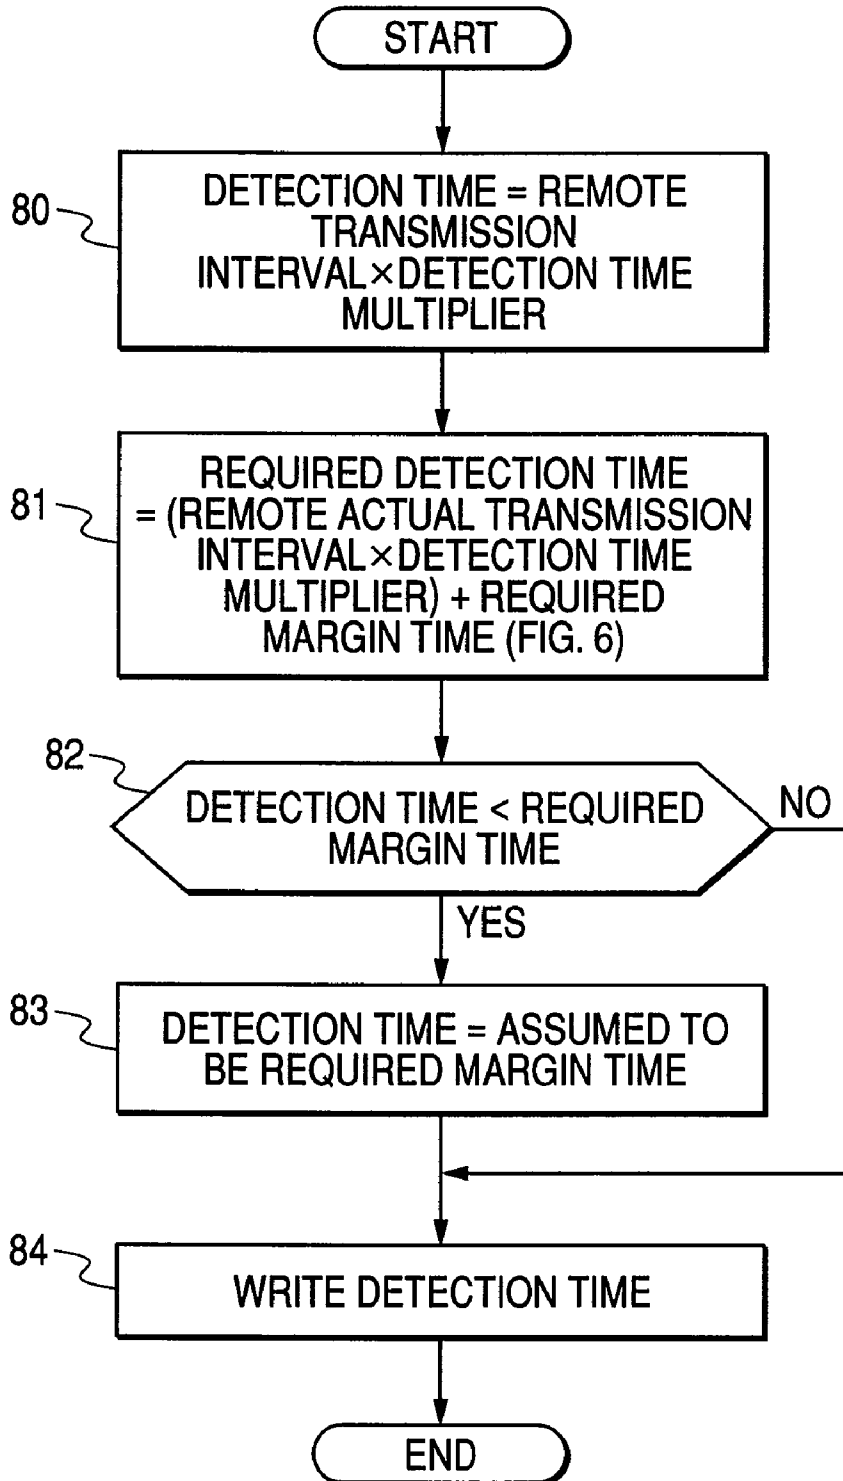 START
80
DETECTION TIME = REMOTE
TRANSMISSION
INTERVAL×DETECTION TIME
MULTIPLIER
81
REQUIRED DETECTION TIME
= (REMOTE ACTUAL TRANSMISSION
INTERVAL×DETECTION TIME
MULTIPLIER) + REQUIRED
MARGIN TIME (FIG. 6)
82
DETECTION TIME < REQUIRED
MARGIN TIME
NO
YES
83
DETECTION TIME = ASSUMED TO
BE REQUIRED MARGIN TIME
84
WRITE DETECTION TIME
END